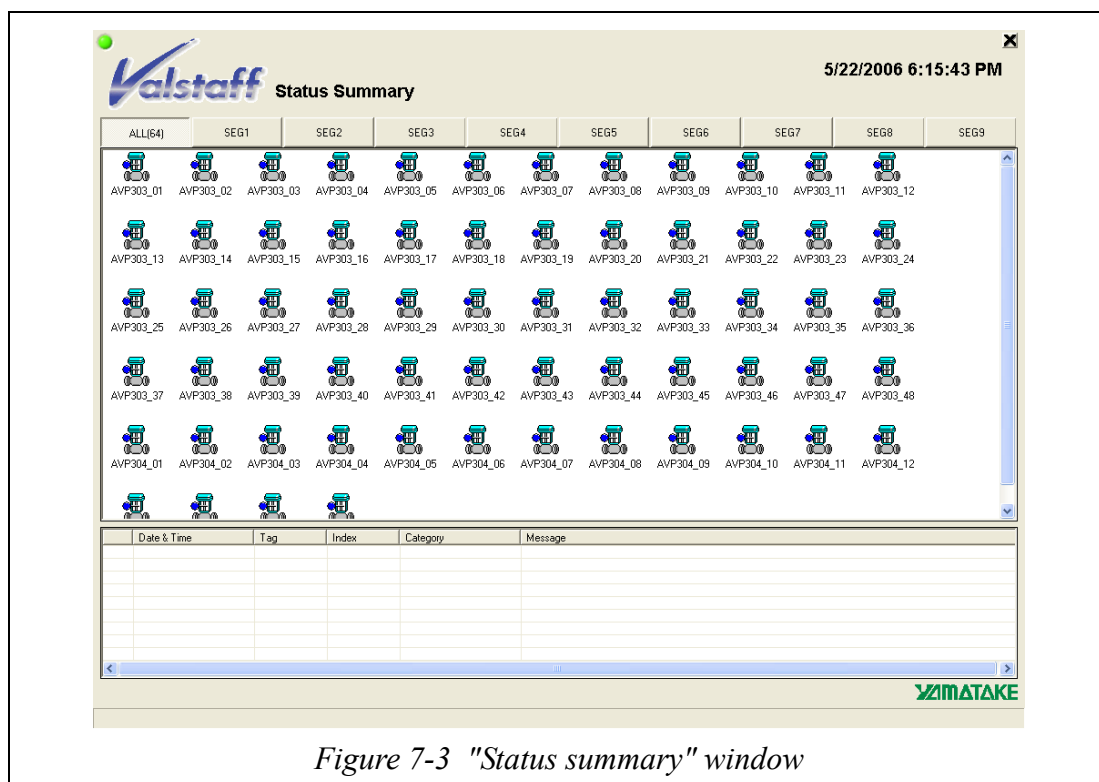 Valstaff Status Summary
5/22/2006 6:15:43 PM
ALL(64) SEG1 SEG2 SEG3 SEG4 SEG5 SEG6 SEG7 SEG8 SEG9
AVP303_01 AVP303_02 AVP303_03 AVP303_04 AVP303_05 AVP303_06 AVP303_07 AVP303_08 AVP303_09 AVP303_10 AVP303_11 AVP303_12
AVP303_13 AVP303_14 AVP303_15 AVP303_16 AVP303_17 AVP303_18 AVP303_19 AVP303_20 AVP303_21 AVP303_22 AVP303_23 AVP303_24
AVP303_25 AVP303_26 AVP303_27 AVP303_28 AVP303_29 AVP303_30 AVP303_31 AVP303_32 AVP303_33 AVP303_34 AVP303_35 AVP303_36
AVP303_37 AVP303_38 AVP303_39 AVP303_40 AVP303_41 AVP303_42 AVP303_43 AVP303_44 AVP303_45 AVP303_46 AVP303_47 AVP303_48
AVP304_01 AVP304_02 AVP304_03 AVP304_04 AVP304_05 AVP304_06 AVP304_07 AVP304_08 AVP304_09 AVP304_10 AVP304_11 AVP304_12
Date & Time Tag Index Category Message
YAMATAKE
Figure 7-3 "Status summary" window